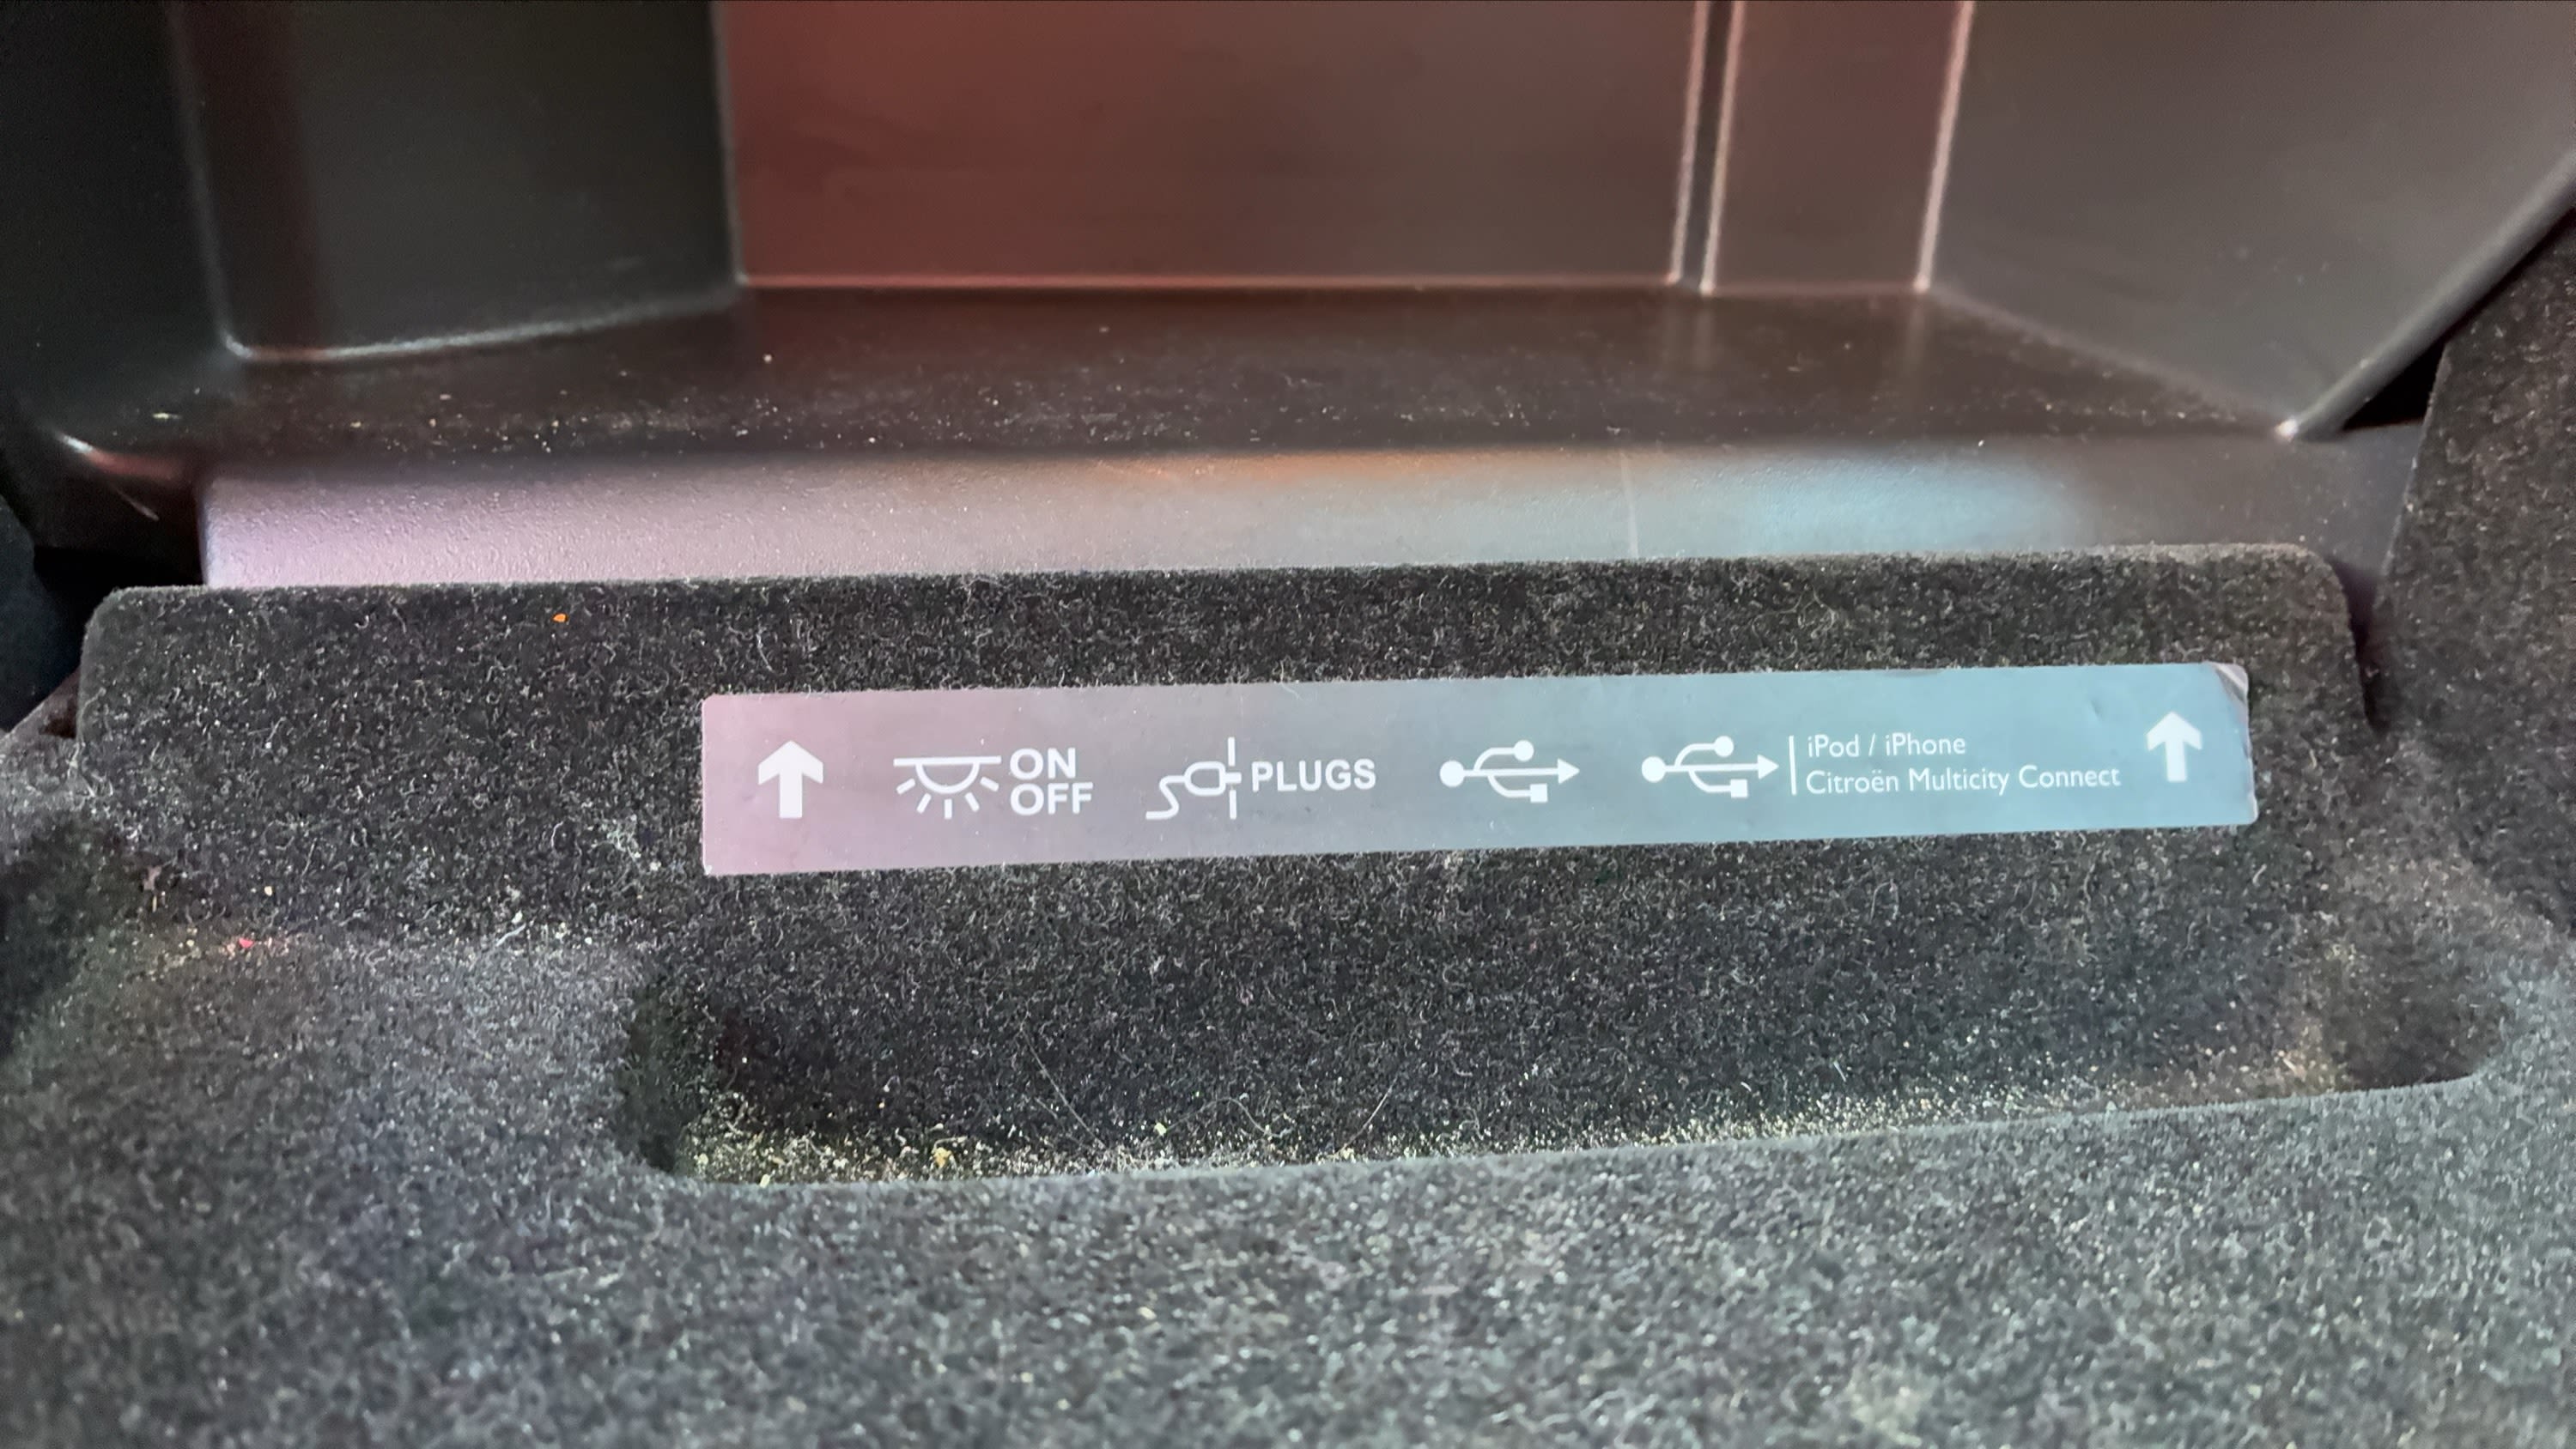 ON
OFF
PLUGS
iPod / iPhone
Citroën Multicity Connect